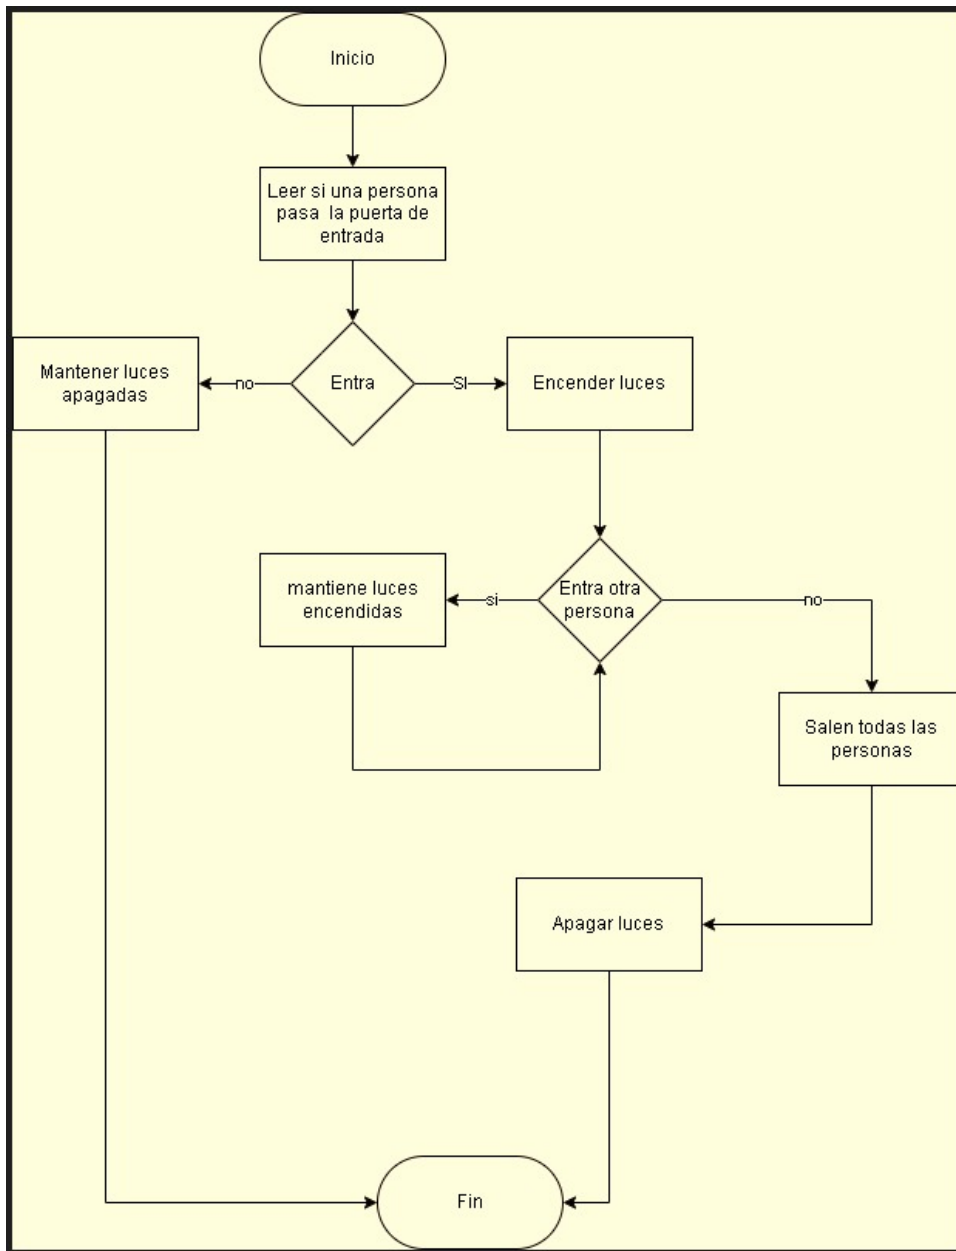 Inicio
Leer si una persona
pasa la puerta de
entrada
Mantener luces
apagadas
no
Entra
SI
Encender luces
mantiene luces
encendidas
si
Entra otra
persona
no
Salen todas las
personas
Apagar luces
Fin